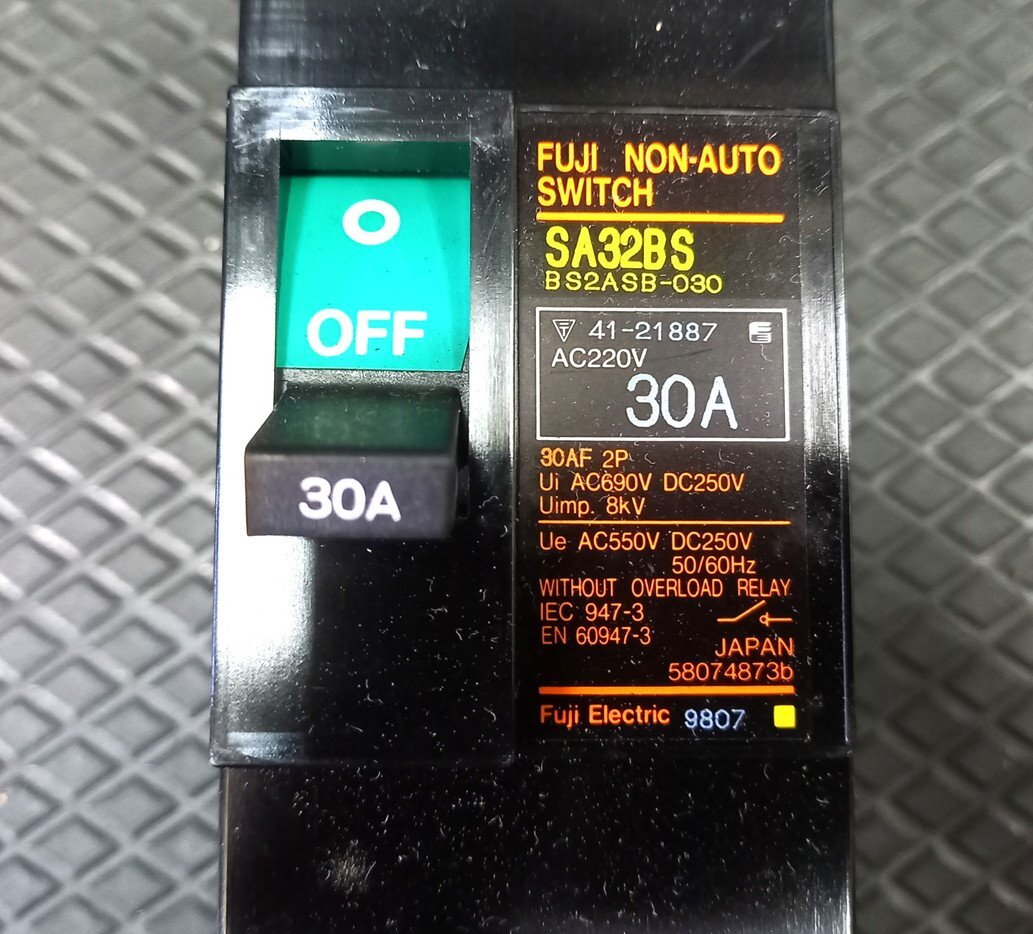 O
OFF
30A
FUJI NON-AUTO
SWITCH
SA32BS
BS2ASB-030
41-21887
AC220V
30A
30AF 2P
Ui AC690V DC250V
Uimp. 8kV
Ue AC550V DC250V
50/60Hz
WITHOUT OVERLOAD RELAY
IEC 947-3
EN 60947-3
JAPAN
58074873b
Fuji Electric 9807